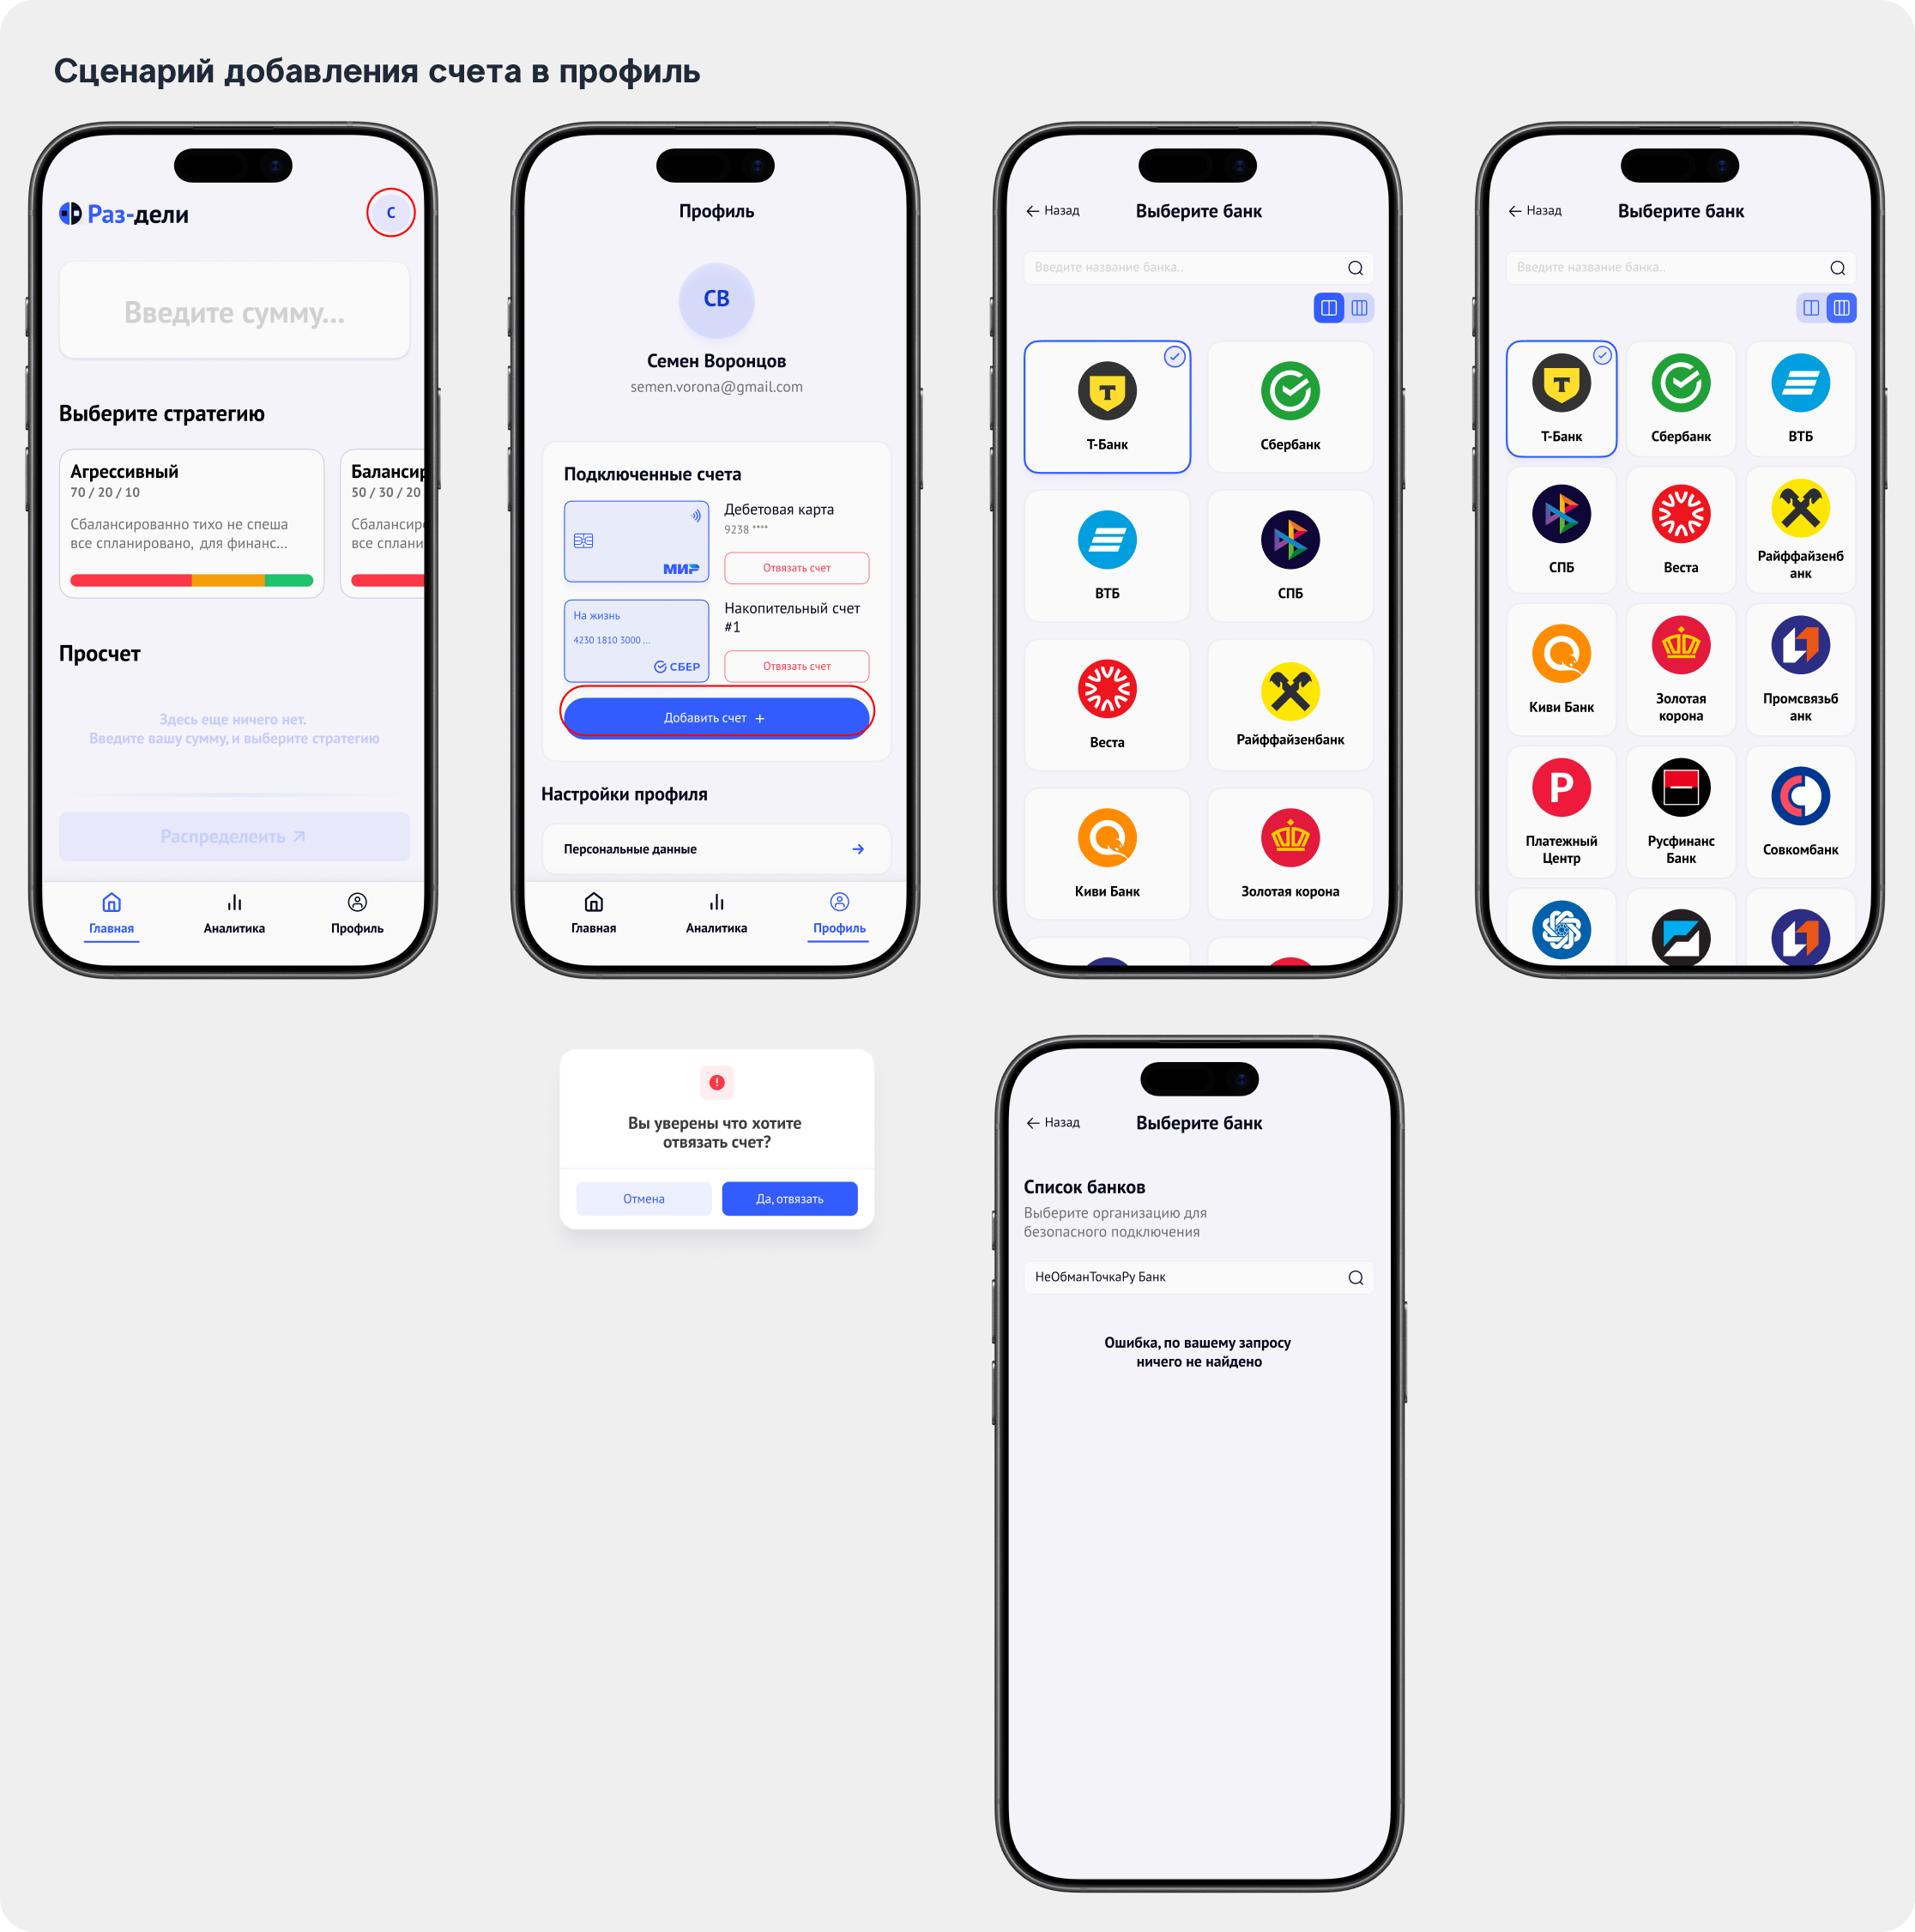 Сценарий добавления счета в профиль
Раз-дели
С
Введите сумму...
Выберите стратегию
Агрессивный
70 / 20 / 10
Сбалансированно тихо не спеша
все спланировано, для финанс...
Балансир
50 / 30 / 20
Сбалансир
все сплани
Просчет
Здесь еще ничего нет.
Введите вашу сумму, и выберите стратегию
Распределеить
Главная
Аналитика
Профиль
Профиль
СВ
Семен Воронцов
semen.vorona@gmail.com
Подключенные счета
МИР
Дебетовая карта
9238 ****
Отвязать счет
На жизнь
4230 1810 3000 ...
СБЕР
Накопительный счет
#1
Отвязать счет
Добавить счет +
Настройки профиля
Персональные данные
Главная
Аналитика
Профиль
Назад
Выберите банк
Введите название банка..
Т-Банк
Сбербанк
ВТБ
СПБ
Веста
Райффайзенбанк
Киви Банк
Золотая корона
Назад
Выберите банк
Введите название банка..
Т-Банк
Сбербанк
ВТБ
СПБ
Веста
Райффайзенб
анк
Киви Банк
Золотая
корона
Промсвязьб
анк
Платежный
Центр
Русфинанс
Банк
Совкомбанк
Вы уверены что хотите
отвязать счет?
Отмена
Да, отвязать
Назад
Выберите банк
Список банков
Выберите организацию для
безопасного подключения
НеОбманТочкаРу Банк
Ошибка, по вашему запросу
ничего не найдено